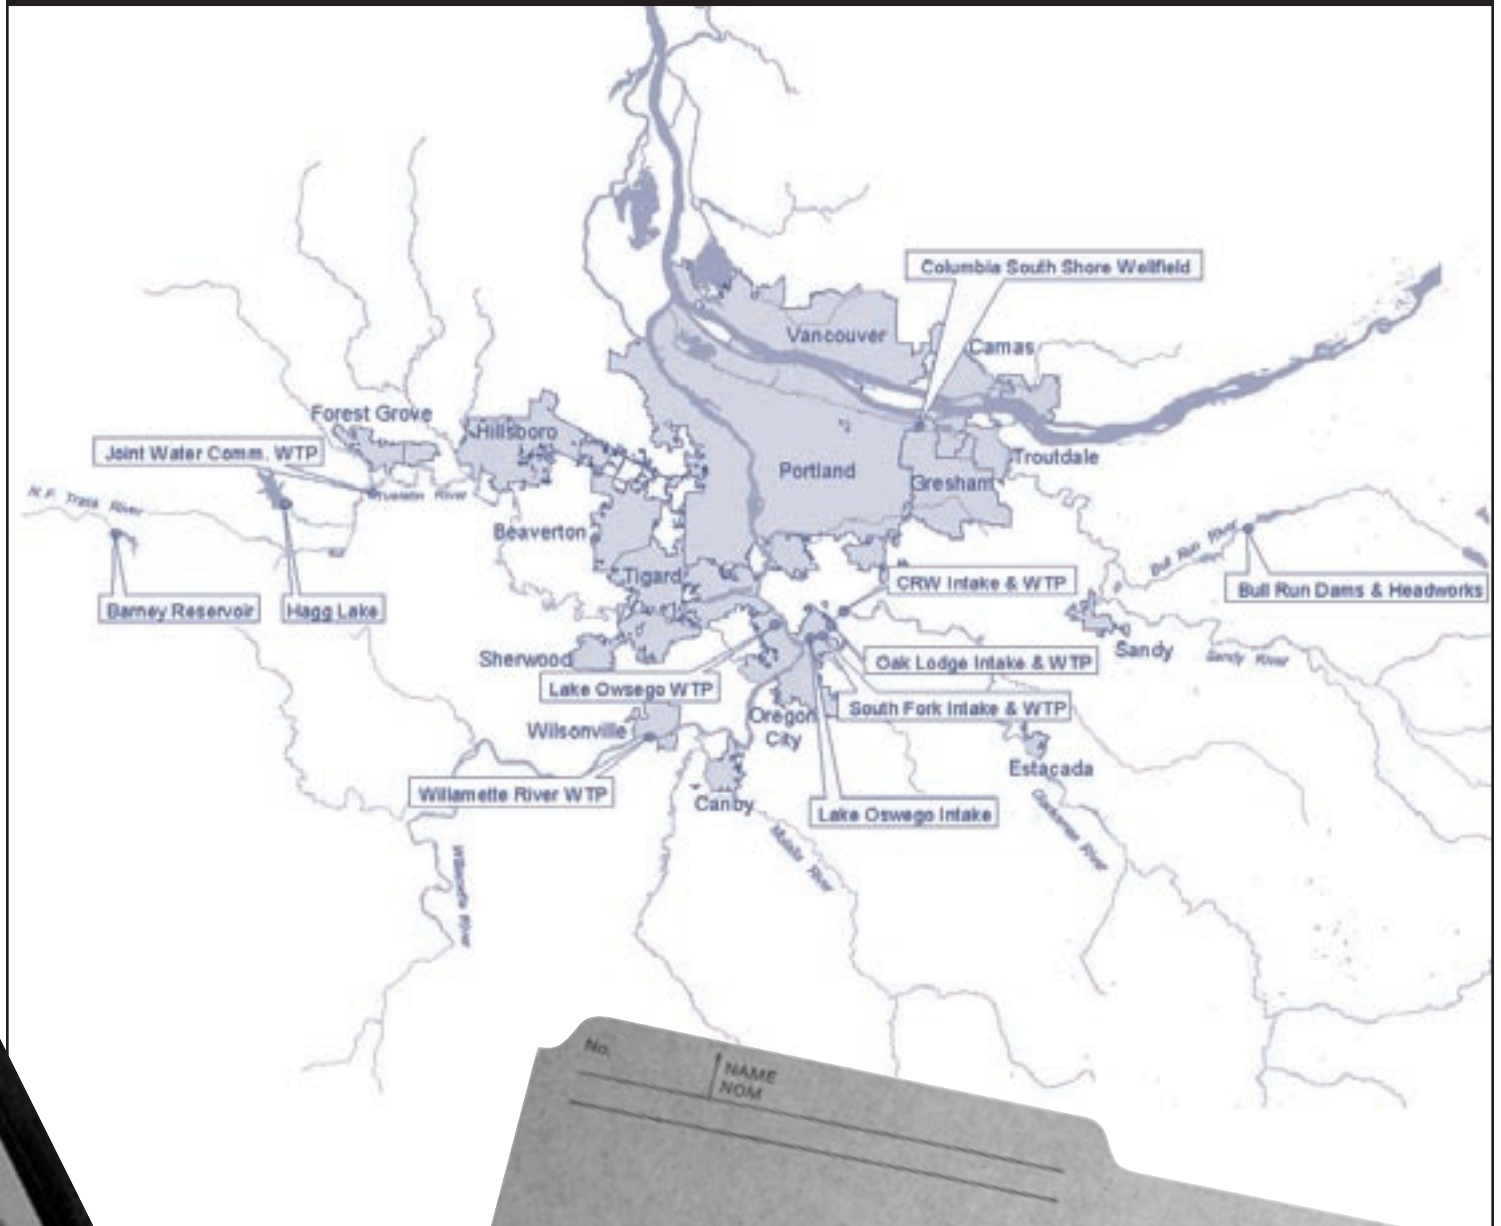 Columbia South Shore Wellfield
Vancouver
Camas
Forest Grove
Hillsboro
Joint Water Comm. WTP
Portland
Troutdale
Gresham
Tualatin River
N.F. Trask River
Beaverton
Bull Run River
Tigard
CRW Intake & WTP
Bull Run Dams & Headworks
Barney Reservoir
Hagg Lake
Sandy
Sandy River
Sherwood
Oak Lodge Intake & WTP
Lake Owsego WTP
South Fork Intake & WTP
Oregon
City
Wilsonville
Estacada
Willamette River WTP
Canby
Lake Oswego Intake
Clackamas River
Molalla River
Willamette River
No.
NAME
NOM